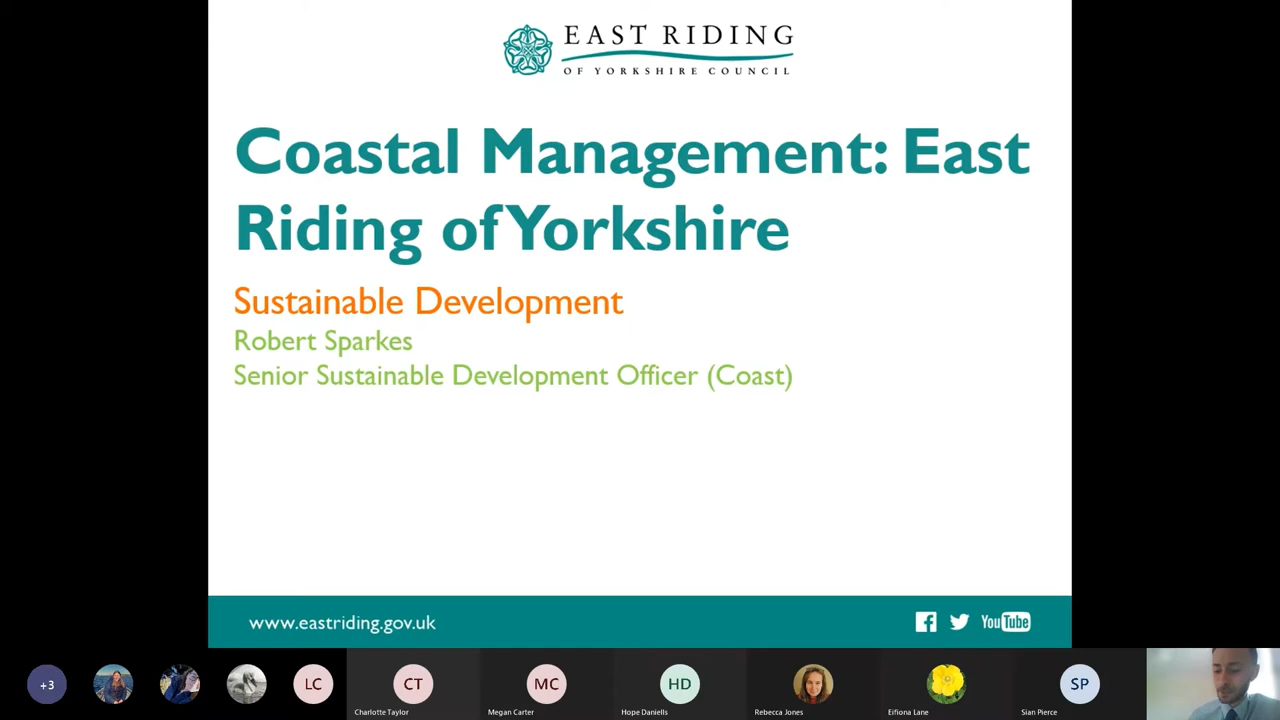 EAST RIDING
OF YORKSHIRE COUNCIL
Coastal Management: East
Riding of Yorkshire
Sustainable Development
Robert Sparkes
Senior Sustainable Development Officer (Coast)
www.eastriding.gov.uk
YouTube
+3
LC
CT
MC
HD
SP
Charlotte Taylor
Megan Carter
Hope Daniells
Rebecca Jones
Eifiona Lane
Sian Pierce